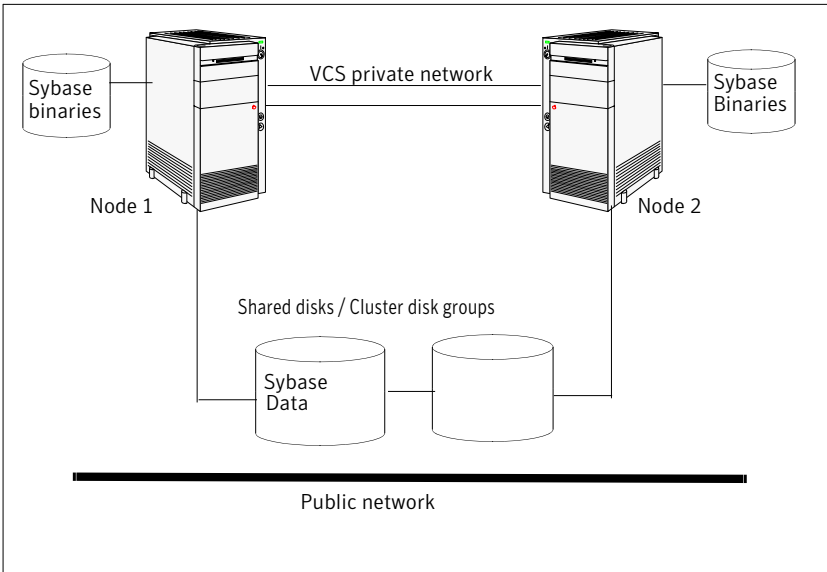 VCS private network
Sybase
binaries
Sybase
Binaries
Node 1
Node 2
Shared disks / Cluster disk groups
Sybase
Data
Public network